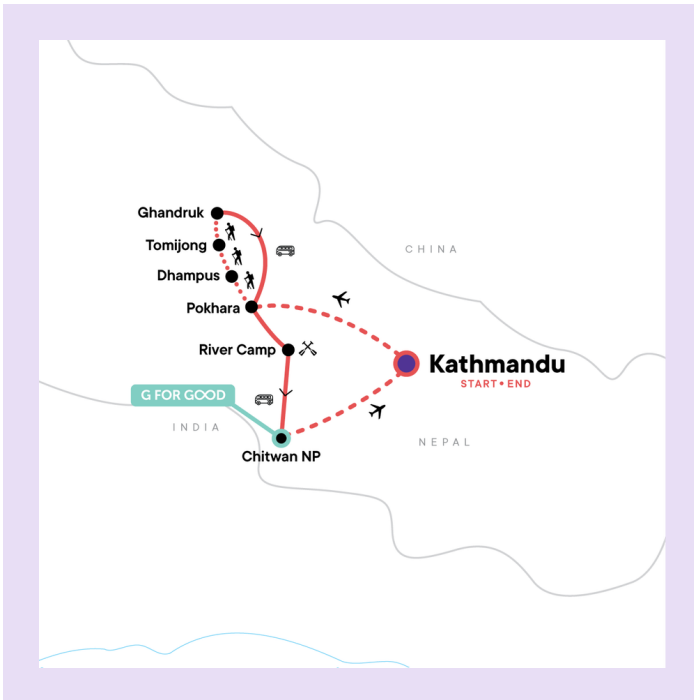 Ghandruk
CHINA
Tomijong
Dhampus
Pokhara
River Camp
Kathmandu
START•END
G FOR GOOD
INDIA
NEPAL
Chitwan NP